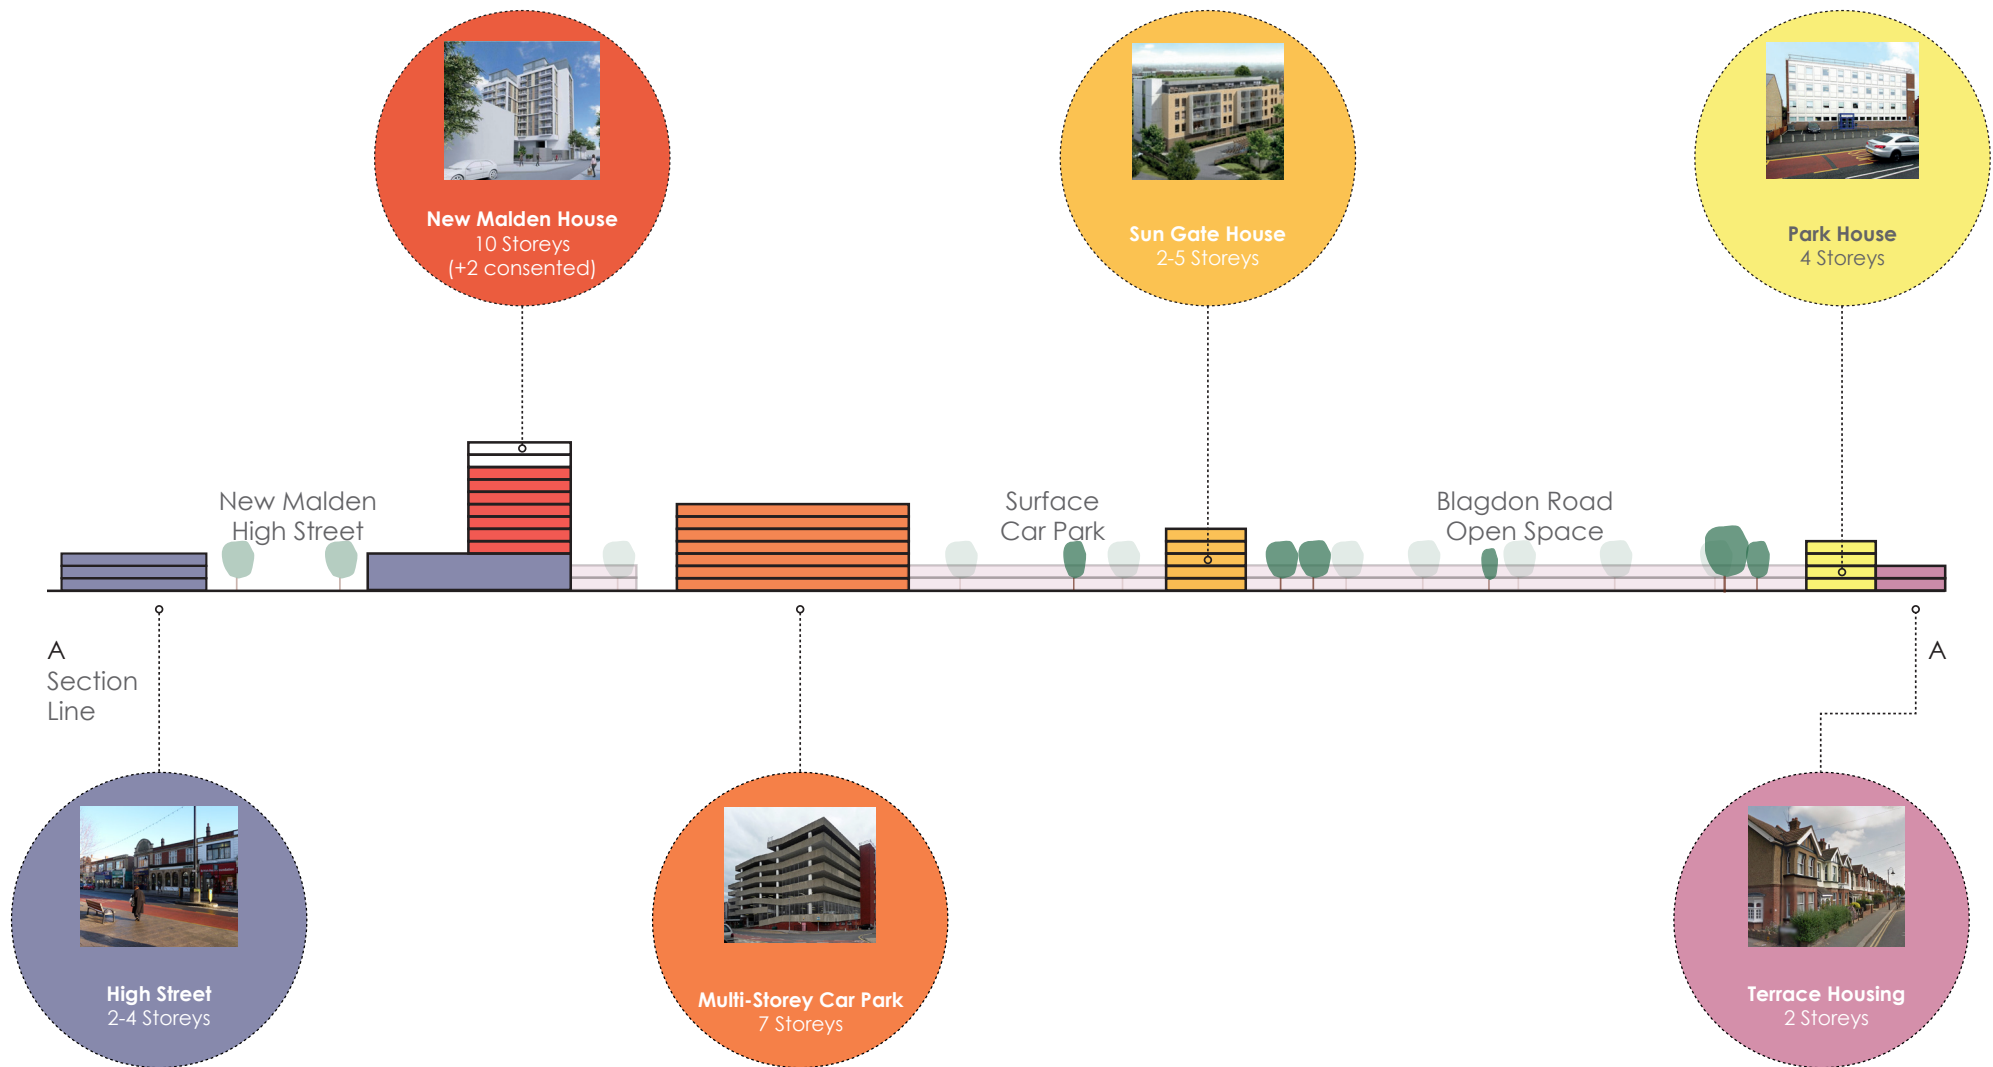 New Malden House
10 Storeys
(+2 consented)
Sun Gate House
2-5 Storeys
Park House
4 Storeys
New Malden
High Street
Surface
Car Park
Blagdon Road
Open Space
A
Section
Line
A
High Street
2-4 Storeys
Multi-Storey Car Park
7 Storeys
Terrace Housing
2 Storeys